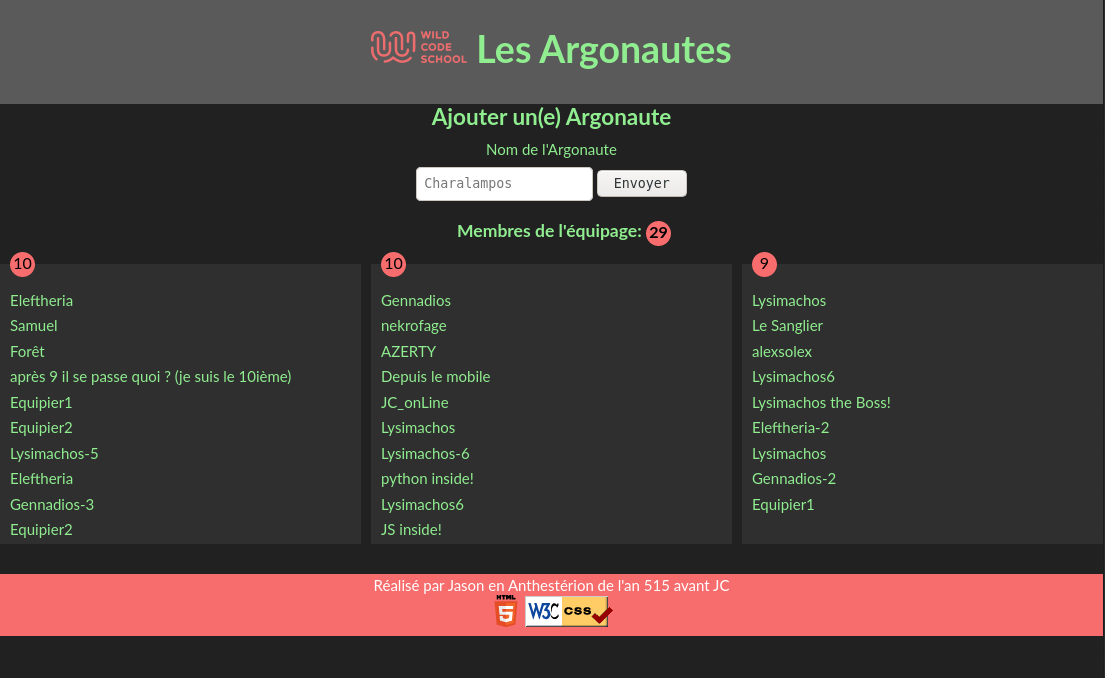 WILD
CODE
SCHOOL
Les Argonautes
Ajouter un(e) Argonaute
Nom de l'Argonaute
Charalampos
Envoyer
Membres de l'équipage: 29
10
Eleftheria
Samuel
Forêt
après 9 il se passe quoi ? (je suis le 10ième)
Equipier1
Equipier2
Lysimachos-5
Eleftheria
Gennadios-3
Equipier2
10
Gennadios
nekrofage
AZERTY
Depuis le mobile
JC_onLine
Lysimachos
Lysimachos-6
python inside!
Lysimachos6
JS inside!
9
Lysimachos
Le Sanglier
alexsolex
Lysimachos6
Lysimachos the Boss!
Eleftheria-2
Lysimachos
Gennadios-2
Equipier1
Réalisé par Jason en Anthestérion de l'an 515 avant JC
HTML
5
W3C css